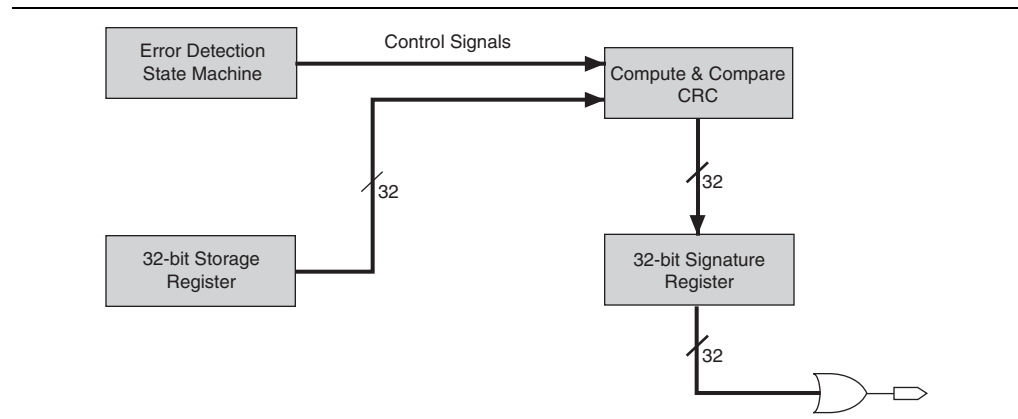 Error Detection
State Machine
Control Signals
Compute & Compare
CRC
32
32
32-bit Storage
Register
32-bit Signature
Register
32